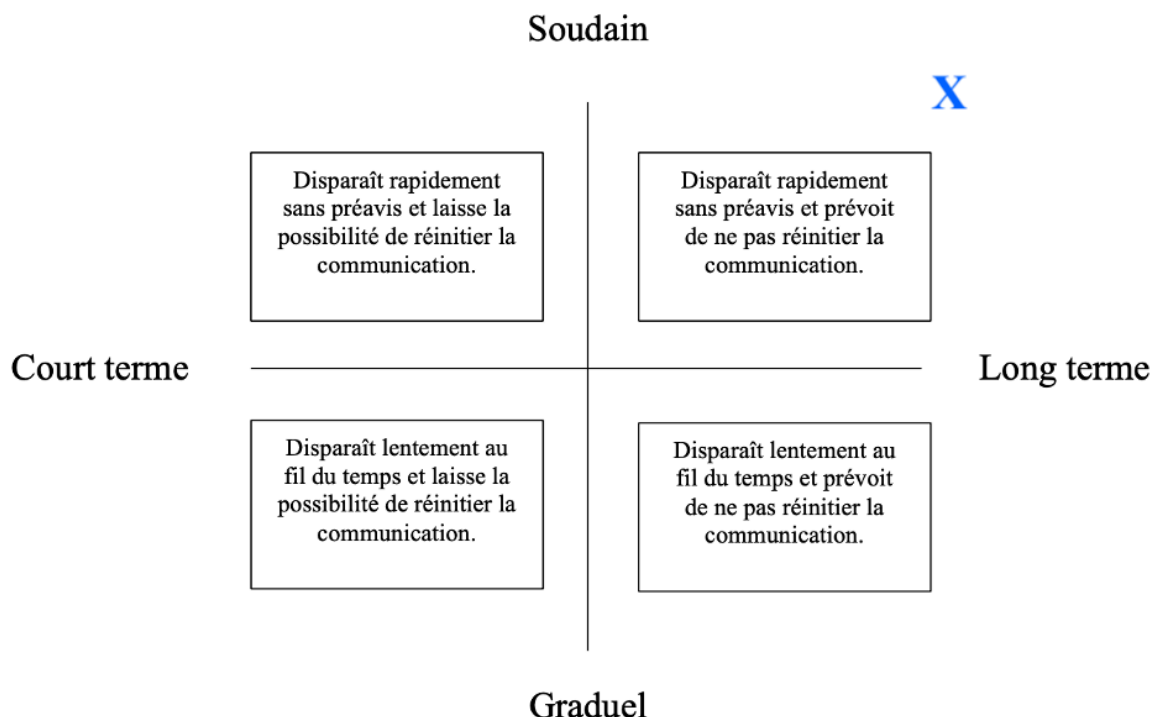 Soudain
X
Disparaît rapidement
sans préavis et laisse la
possibilité de réinitier la
communication.
Disparaît rapidement
sans préavis et prévoit
de ne pas réinitier la
communication.
Court terme
Long terme
Disparaît lentement au
fil du temps et laisse la
possibilité de réinitier la
communication.
Disparaît lentement au
fil du temps et prévoit
de ne pas réinitier la
communication.
Graduel